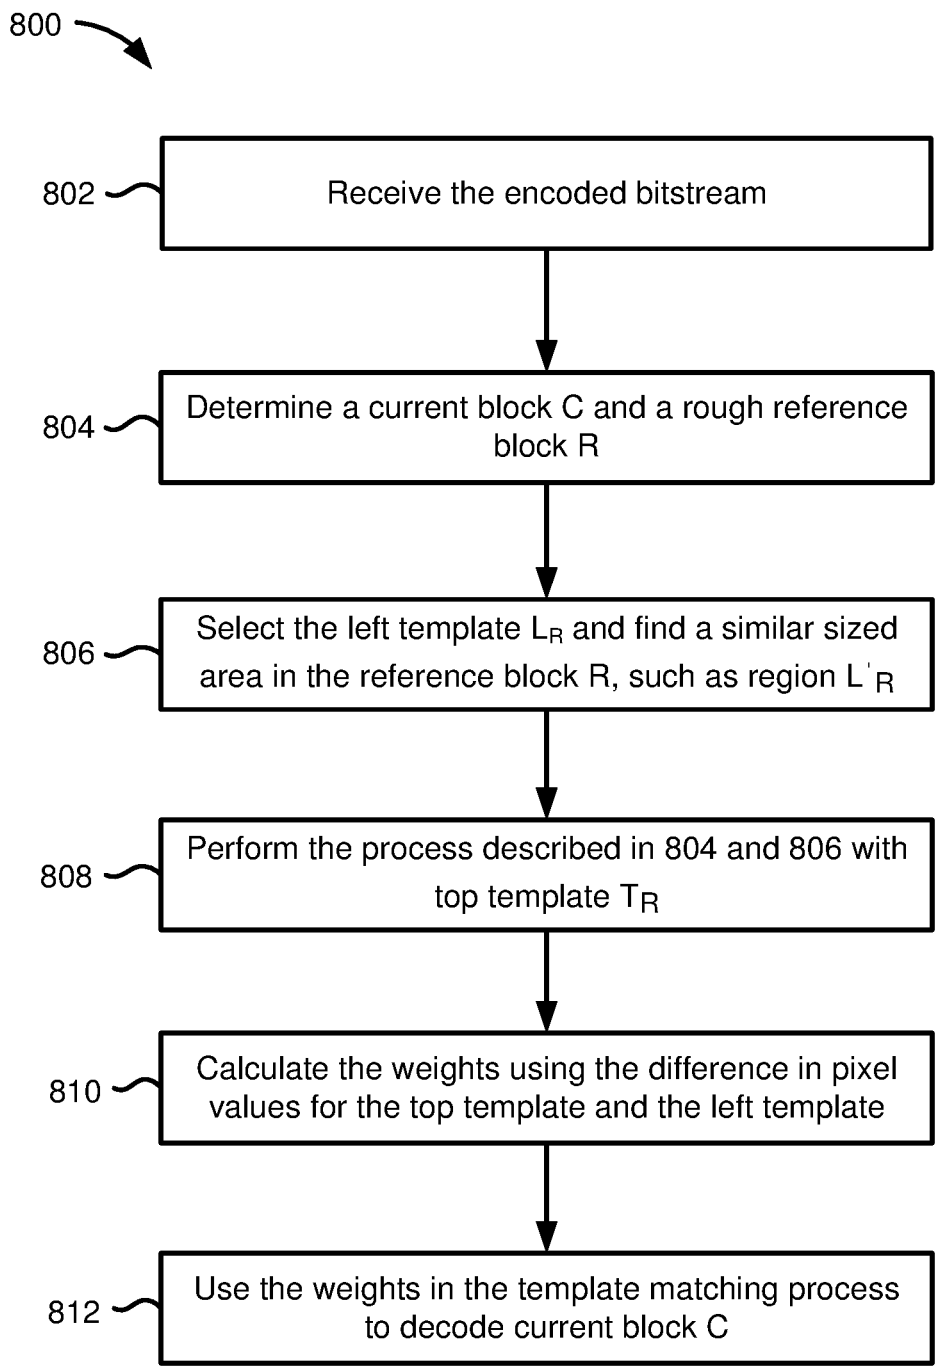 800
802
Receive the encoded bitstream
804
Determine a current block C and a rough reference
block R
806
Select the left template L_R and find a similar sized
area in the reference block R, such as region L'_R
808
Perform the process described in 804 and 806 with
top template T_R
810
Calculate the weights using the difference in pixel
values for the top template and the left template
812
Use the weights in the template matching process
to decode current block C